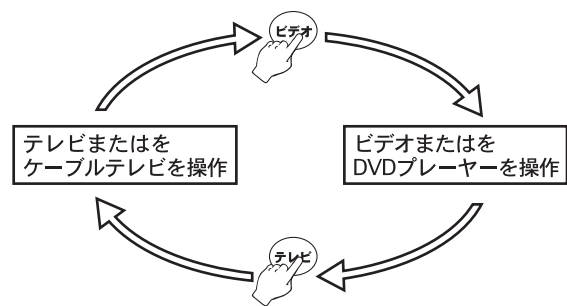 ビデオ
テレビまたはを
ケーブルテレビを操作
ビデオまたはを
DVDプレーヤーを操作
テレビ